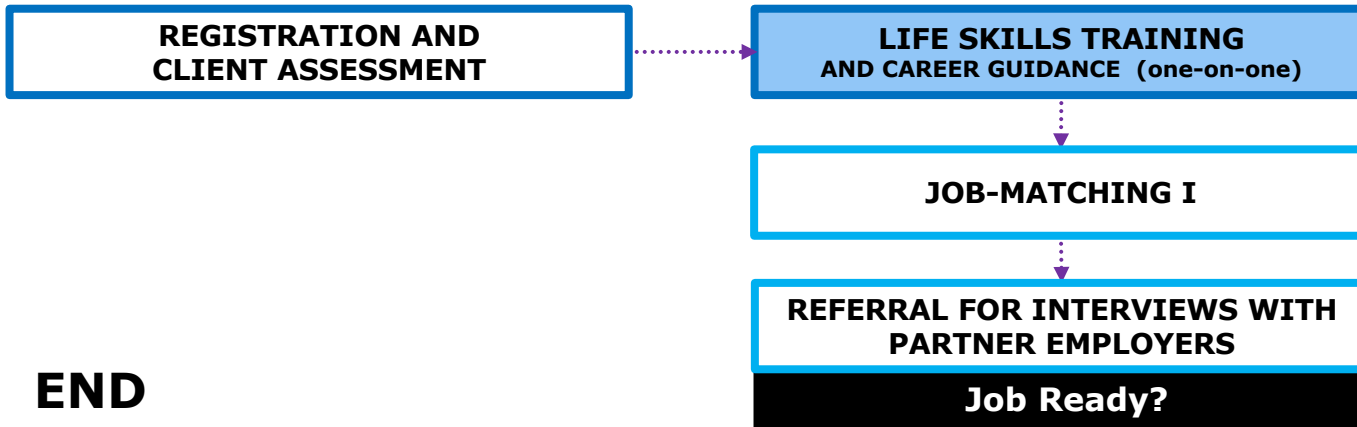 REGISTRATION AND
CLIENT ASSESSMENT
LIFE SKILLS TRAINING
AND CAREER GUIDANCE (one-on-one)
JOB-MATCHING I
REFERRAL FOR INTERVIEWS WITH
PARTNER EMPLOYERS
END
Job Ready?